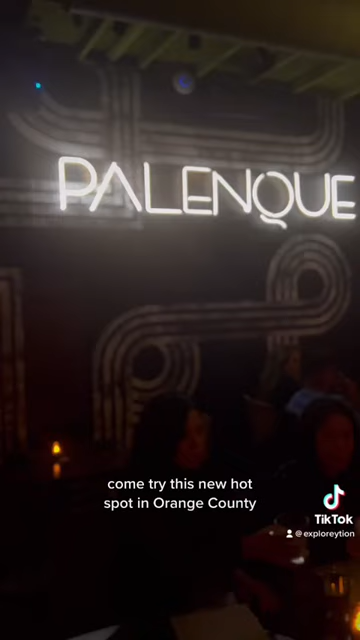 PALENQUE
come try this new hot
spot in Orange County
TikTok
@exploreytion